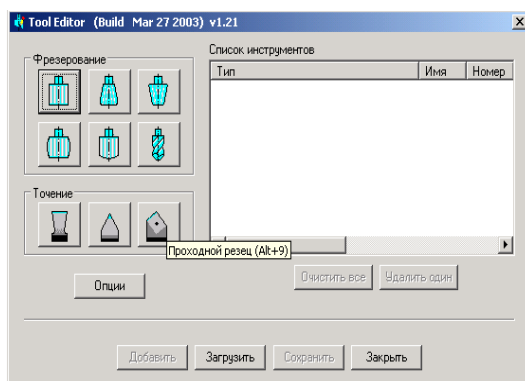 Tool Editor (Build Mar 27 2003) v1.21
Фрезерование
Список инструментов
Тип Имя Номер
Точение
Проходной резец (Alt+9)
Опции
Очистить все Удалить один
Добавить Загрузить Сохранить Закрыть